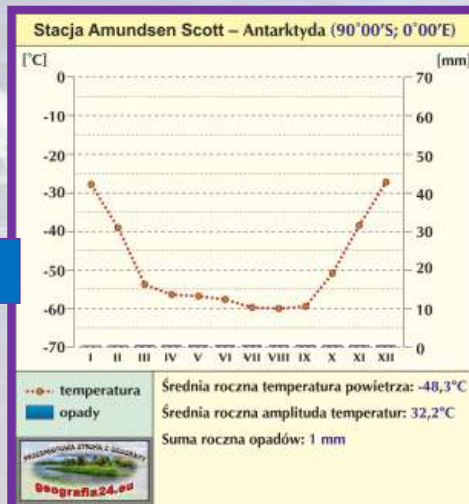 Stacja Amundsen Scott – Antarktyda (90°00'S; 0°00'E)
[°C] [mm]
0 70
-10 60
-20 50
-30 40
-40 30
-50 20
-60 10
-70 0
I II III IV V VI VII VIII IX X XI XII
temperatura
opady
Średnia roczna temperatura powietrza: -48,3°C
Średnia roczna amplituda temperatur: 32,2°C
Suma roczna opadów: 1 mm
geografia24.eu